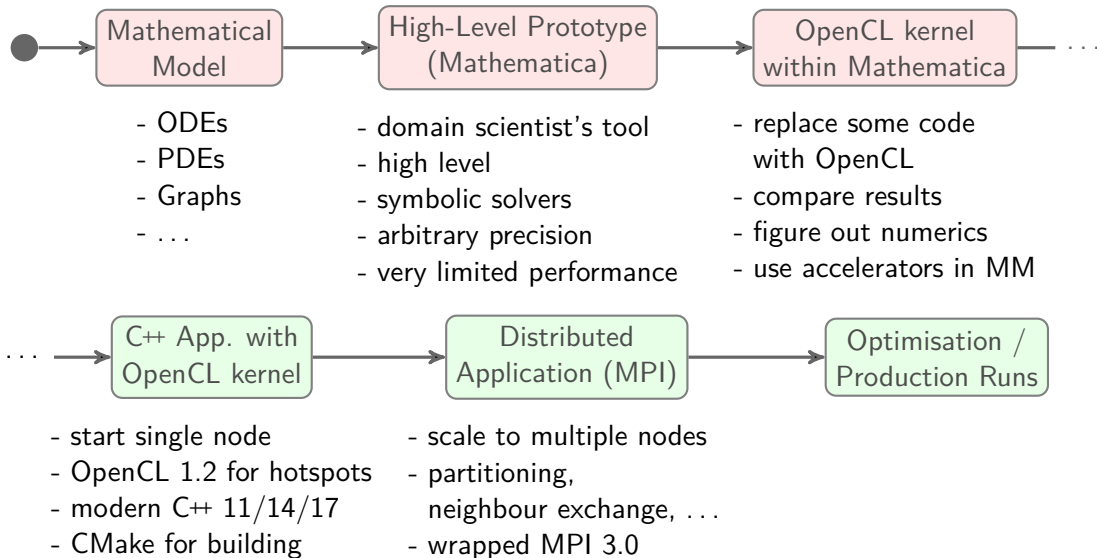 Mathematical
Model
High-Level Prototype
(Mathematica)
OpenCL kernel
within Mathematica
...
- ODEs
- PDEs
- Graphs
- ...
- domain scientist's tool
- high level
- symbolic solvers
- arbitrary precision
- very limited performance
- replace some code
with OpenCL
- compare results
- figure out numerics
- use accelerators in MM
...
C++ App. with
OpenCL kernel
Distributed
Application (MPI)
Optimisation /
Production Runs
- start single node
- OpenCL 1.2 for hotspots
- modern C++ 11/14/17
- CMake for building
- scale to multiple nodes
- partitioning,
neighbour exchange, ...
- wrapped MPI 3.0